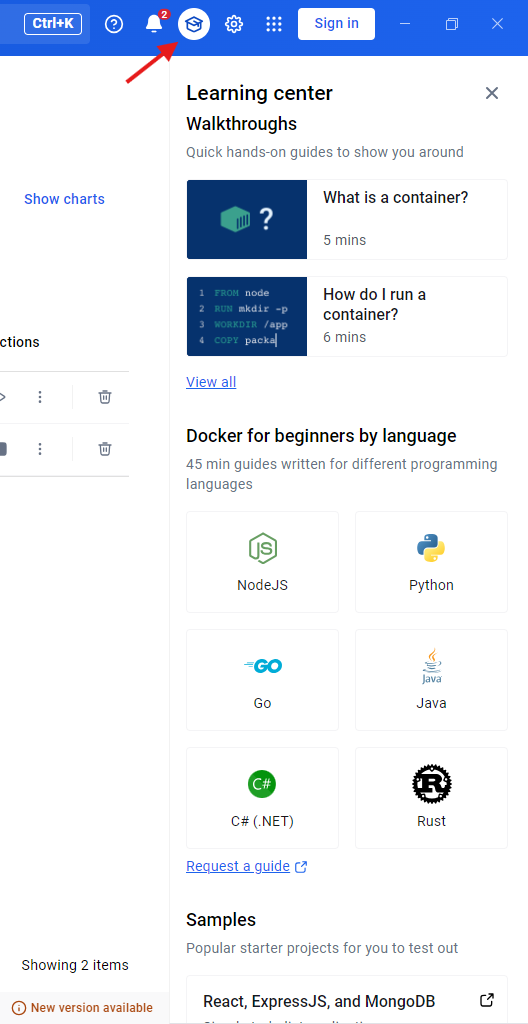 Ctrl+K
2
Sign in
Learning center
Walkthroughs
Quick hands-on guides to show you around
Show charts
?
What is a container?
5 mins
1 FROM node
2 RUN mkdir -p
3 WORKDIR /app
4 COPY packa
How do I run a
container?
6 mins
ctions
View all
Docker for beginners by language
45 min guides written for different programming
languages
JS
NodeJS
Python
GO
Go
Java
Java
C#
C# (.NET)
R
Rust
Request a guide
Samples
Popular starter projects for you to test out
Showing 2 items
React, ExpressJS, and MongoDB
New version available